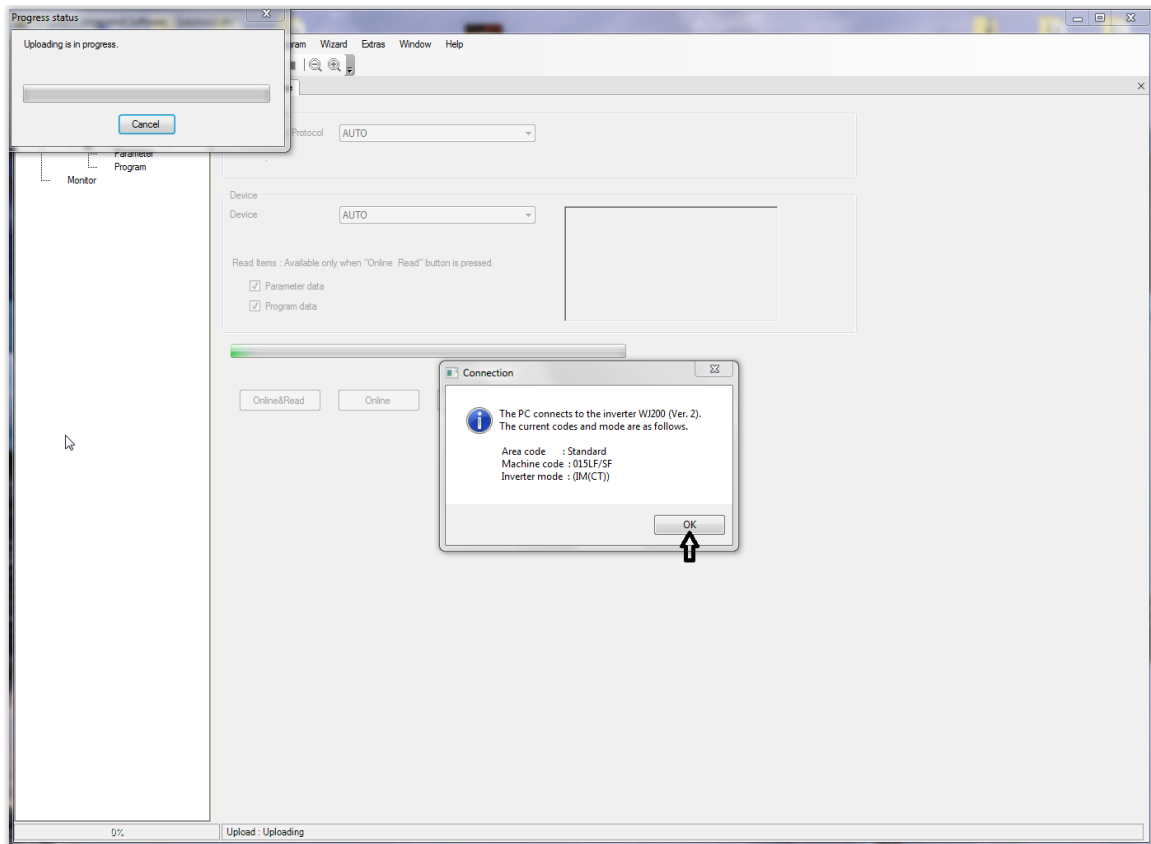 Progress status
Uploading is in progress.
Cancel
Wizard Extras Window Help
Protocol AUTO
Parameter
Program
Monitor
Device
Device AUTO
Read Items : Available only when "Online Read" button is pressed.
Parameter data
Program data
Online&Read Online
Connection
The PC connects to the inverter WJ200 (Ver. 2).
The current codes and mode are as follows.
Area code : Standard
Machine code : 015LF/SF
Inverter mode : (IM(CT))
OK
0% Upload : Uploading